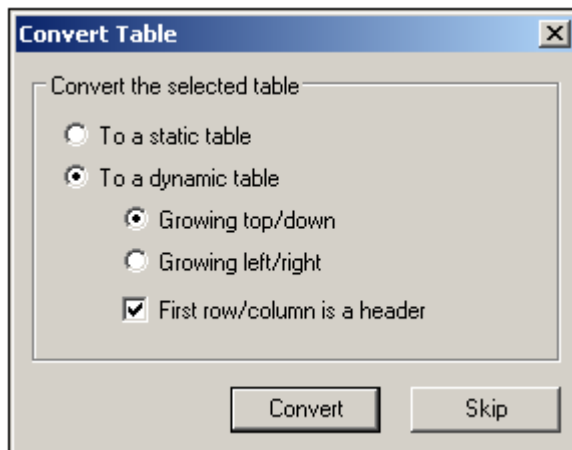 Convert Table
Convert the selected table
To a static table
To a dynamic table
Growing top/down
Growing left/right
First row/column is a header
Convert
Skip